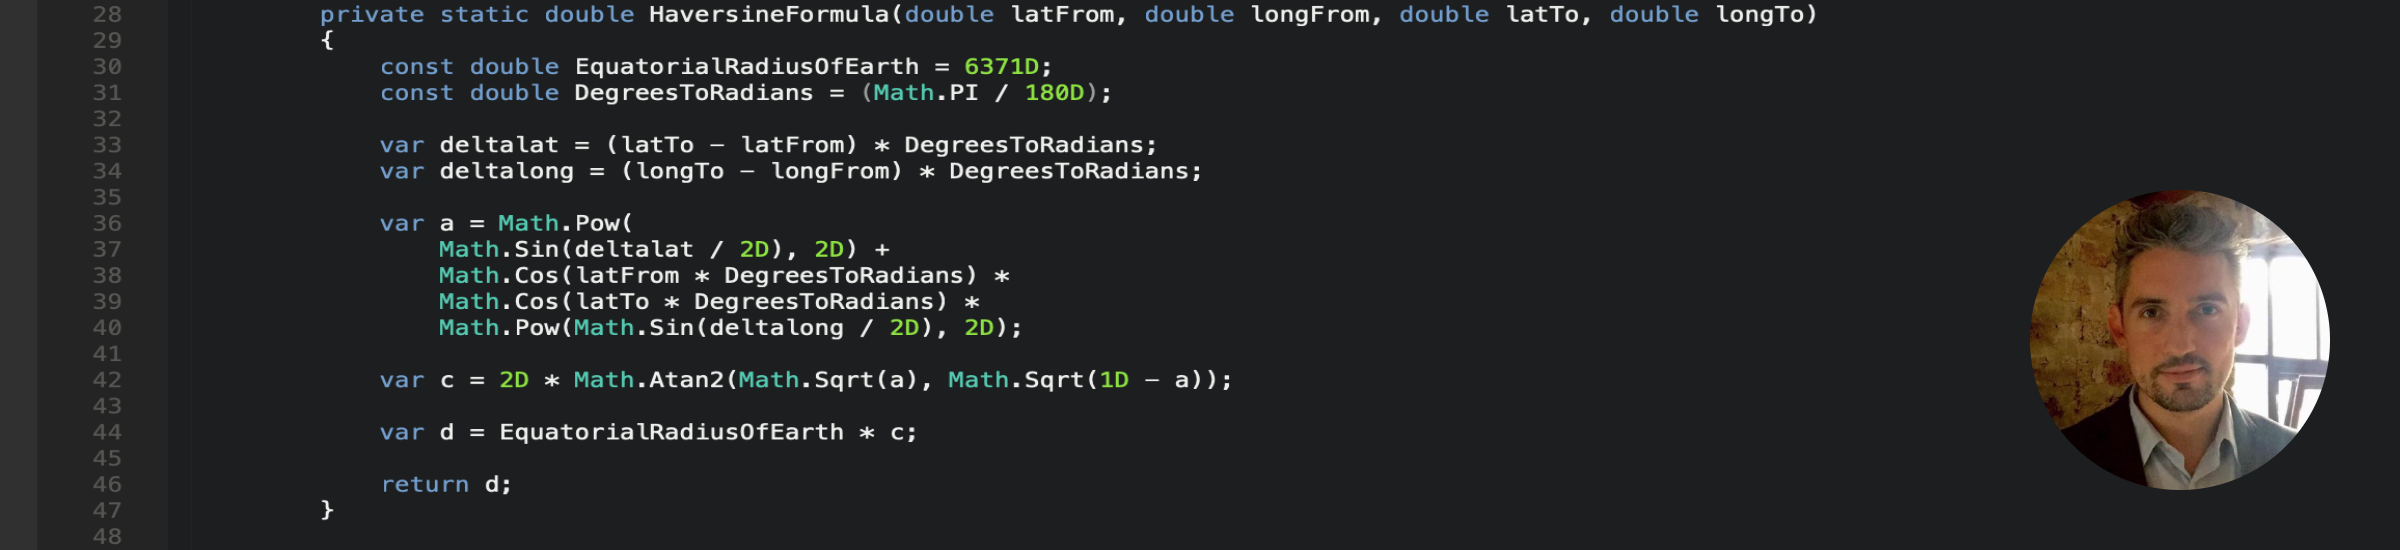 28 private static double HaversineFormula(double latFrom, double longFrom, double latTo, double longTo)
29 {
30 const double EquatorialRadiusOfEarth = 6371D;
31 const double DegreesToRadians = (Math.PI / 180D);
32
33 var deltalat = (latTo - latFrom) * DegreesToRadians;
34 var deltalong = (longTo - longFrom) * DegreesToRadians;
35
36 var a = Math.Pow(
37 Math.Sin(deltalat / 2D), 2D) +
38 Math.Cos(latFrom * DegreesToRadians) *
39 Math.Cos(latTo * DegreesToRadians) *
40 Math.Pow(Math.Sin(deltalong / 2D), 2D);
41
42 var c = 2D * Math.Atan2(Math.Sqrt(a), Math.Sqrt(1D - a));
43
44 var d = EquatorialRadiusOfEarth * c;
45
46 return d;
47 }
48